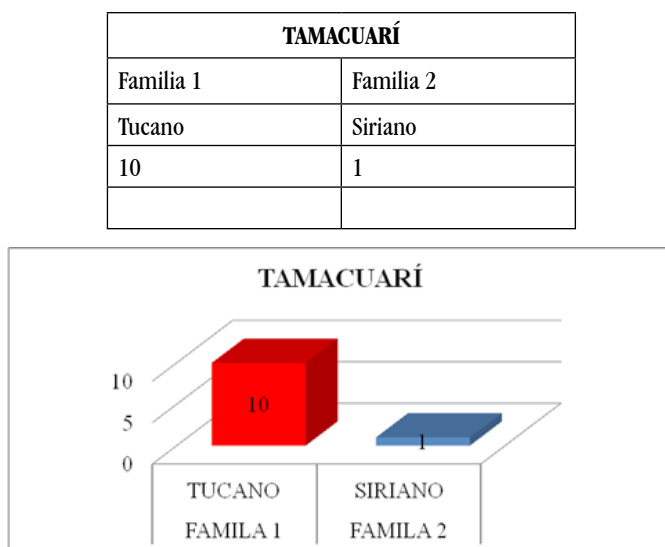 TAMACUARÍ
Familia 1 Familia 2
Tucano Siriano
10 1
TAMACUARÍ
10
5
0
10
1
TUCANO SIRIANO
FAMILA 1 FAMILA 2